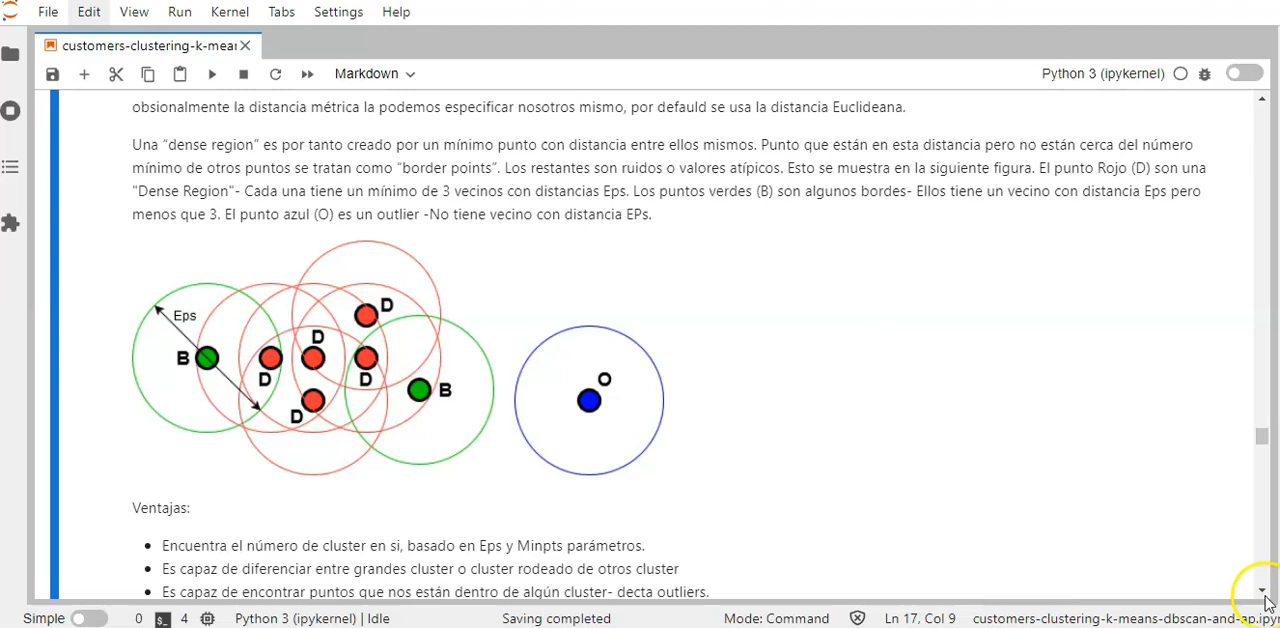 File Edit View Run Kernel Tabs Settings Help
customers-clustering-k-mea
Markdown
Python 3 (ipykernel)
obsionalmente la distancia métrica la podemos especificar nosotros mismo, por defauld se usa la distancia Euclideana.
Una “dense region” es por tanto creado por un mínimo punto con distancia entre ellos mismos. Punto que están en esta distancia pero no están cerca del número
mínimo de otros puntos se tratan como “border points”. Los restantes son ruidos o valores atípicos. Esto se muestra en la siguiente figura. El punto Rojo (D) son una
"Dense Region"- Cada una tiene un mínimo de 3 vecinos con distancias Eps. Los puntos verdes (B) son algunos bordes- Ellos tiene un vecino con distancia Eps pero
menos que 3. El punto azul (O) es un outlier -No tiene vecino con distancia EPs.
D
Eps
D
O
B
D
D
B
D
Ventajas:
Encuentra el número de cluster en si, basado en Eps y Minpts parámetros.
Es capaz de diferenciar entre grandes cluster o cluster rodeado de otros cluster
Es capaz de encontrar puntos que nos están dentro de algún cluster- decta outliers.
Simple 0 4 Python 3 (ipykernel) | Idle Saving completed Mode: Command Ln 17, Col 9 customers-clustering-k-means-dbscan-and-ap.ipy